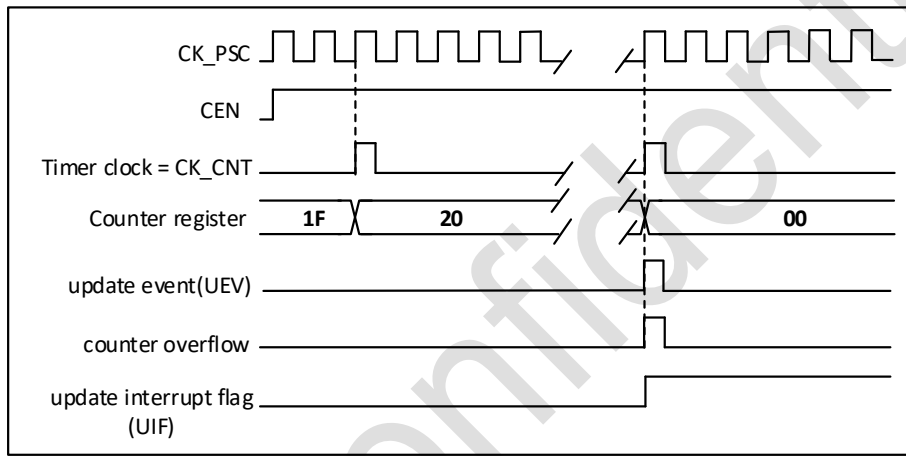 CK_PSC
CEN
Timer clock = CK_CNT
Counter register 1F 20 00
update event(UEV)
counter overflow
update interrupt flag
(UIF)